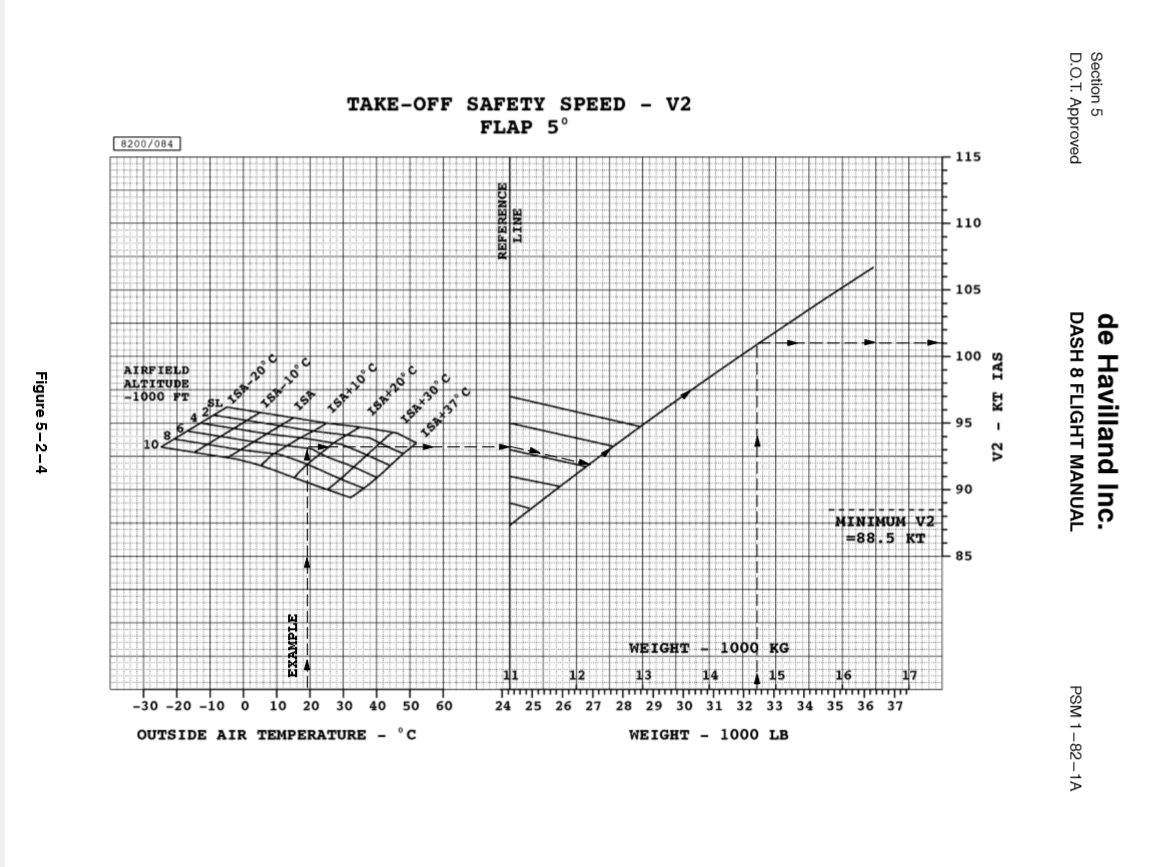 Section 5
D.O.T. Approved
de Havilland Inc.
DASH 8 FLIGHT MANUAL
PSM 1-82-1A
TAKE-OFF SAFETY SPEED - V2
FLAP 5°
8200/084
REFERENCE
LINE
115
110
105
100
95
90
85
V2 - KT IAS
AIRFIELD
ALTITUDE
-1000 FT
SL
2
4
6
8
10
ISA-20°C
ISA-10°C
ISA
ISA+10°C
ISA+20°C
ISA+30°C
ISA+37°C
MINIMUM V2
=88.5 KT
EXAMPLE
WEIGHT - 1000 KG
11 12 13 14 15 16 17
-30 -20 -10 0 10 20 30 40 50 60
24 25 26 27 28 29 30 31 32 33 34 35 36 37
OUTSIDE AIR TEMPERATURE - °C
WEIGHT - 1000 LB
Figure 5-2-4